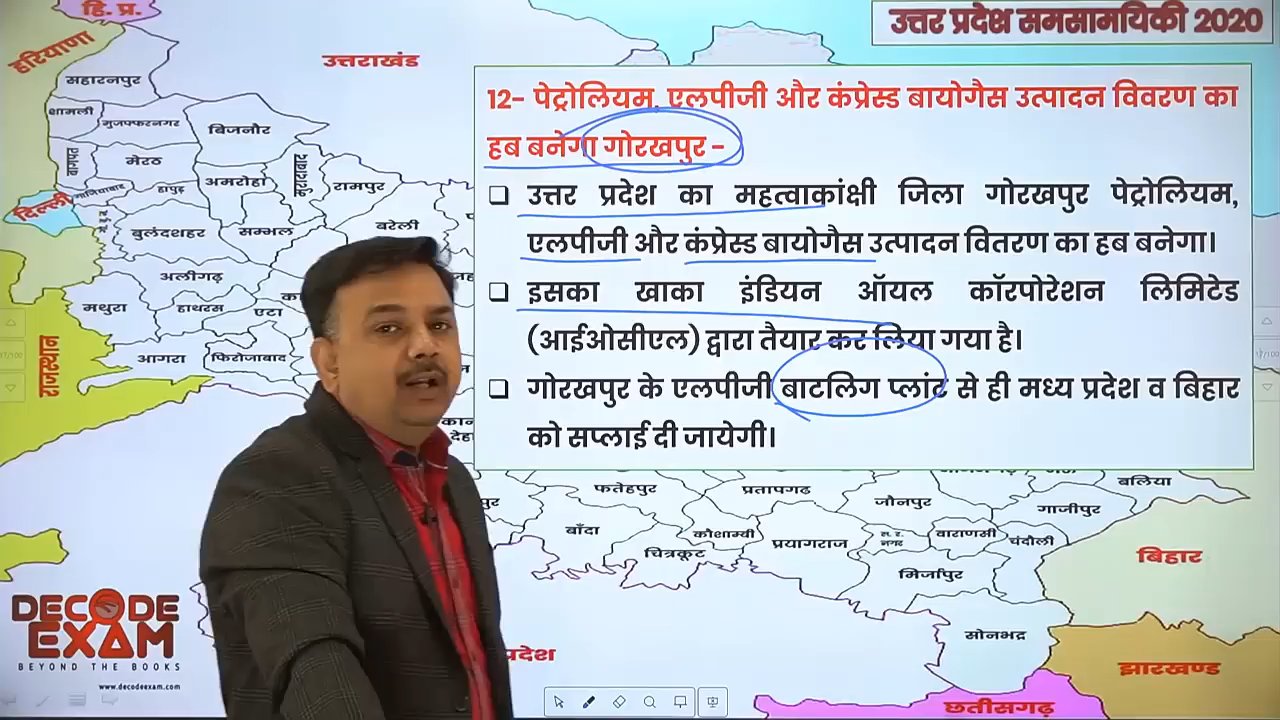 हि. प्र.
उत्तर प्रदेश समसामयिकी 2020
हरियाणा
उत्तराखंड
सहारनपुर
12- पेट्रोलियम, एलपीजी और कंप्रेस्ड बायोगैस उत्पादन विवरण का
हब बनेगा गोरखपुर -
शामली
मुजफ्फरनगर
बिजनौर
बागपत
मेरठ
मुरादाबाद
गाजियाबाद
हापुड़
अमरोहा
रामपुर
दिल्ली
❑ उत्तर प्रदेश का महत्वाकांक्षी जिला गोरखपुर पेट्रोलियम,
एलपीजी और कंप्रेस्ड बायोगैस उत्पादन वितरण का हब बनेगा।
बुलंदशहर
सम्भल
बरेली
अलीगढ़
मथुरा
हाथरस
एटा
❑ इसका खाका इंडियन ऑयल कॉरपोरेशन लिमिटेड
(आईओसीएल) द्वारा तैयार कर लिया गया है।
राजस्थान
आगरा
फिरोजाबाद
❑ गोरखपुर के एलपीजी बाटलिग प्लांट से ही मध्य प्रदेश व बिहार
को सप्लाई दी जायेगी।
कान
देहा
पुर
फतेहपुर
प्रतापगढ़
जौनपुर
गाजीपुर
बलिया
बाँदा
कौशाम्बी
प्रयागराज
स. र. नगर
वाराणसी
चंदौली
चित्रकूट
मिर्जापुर
बिहार
सोनभद्र
प्रदेश
झारखण्ड
छतीसगढ़
DECODE
EXAM
BEYOND THE BOOKS
www.decodeexam.com